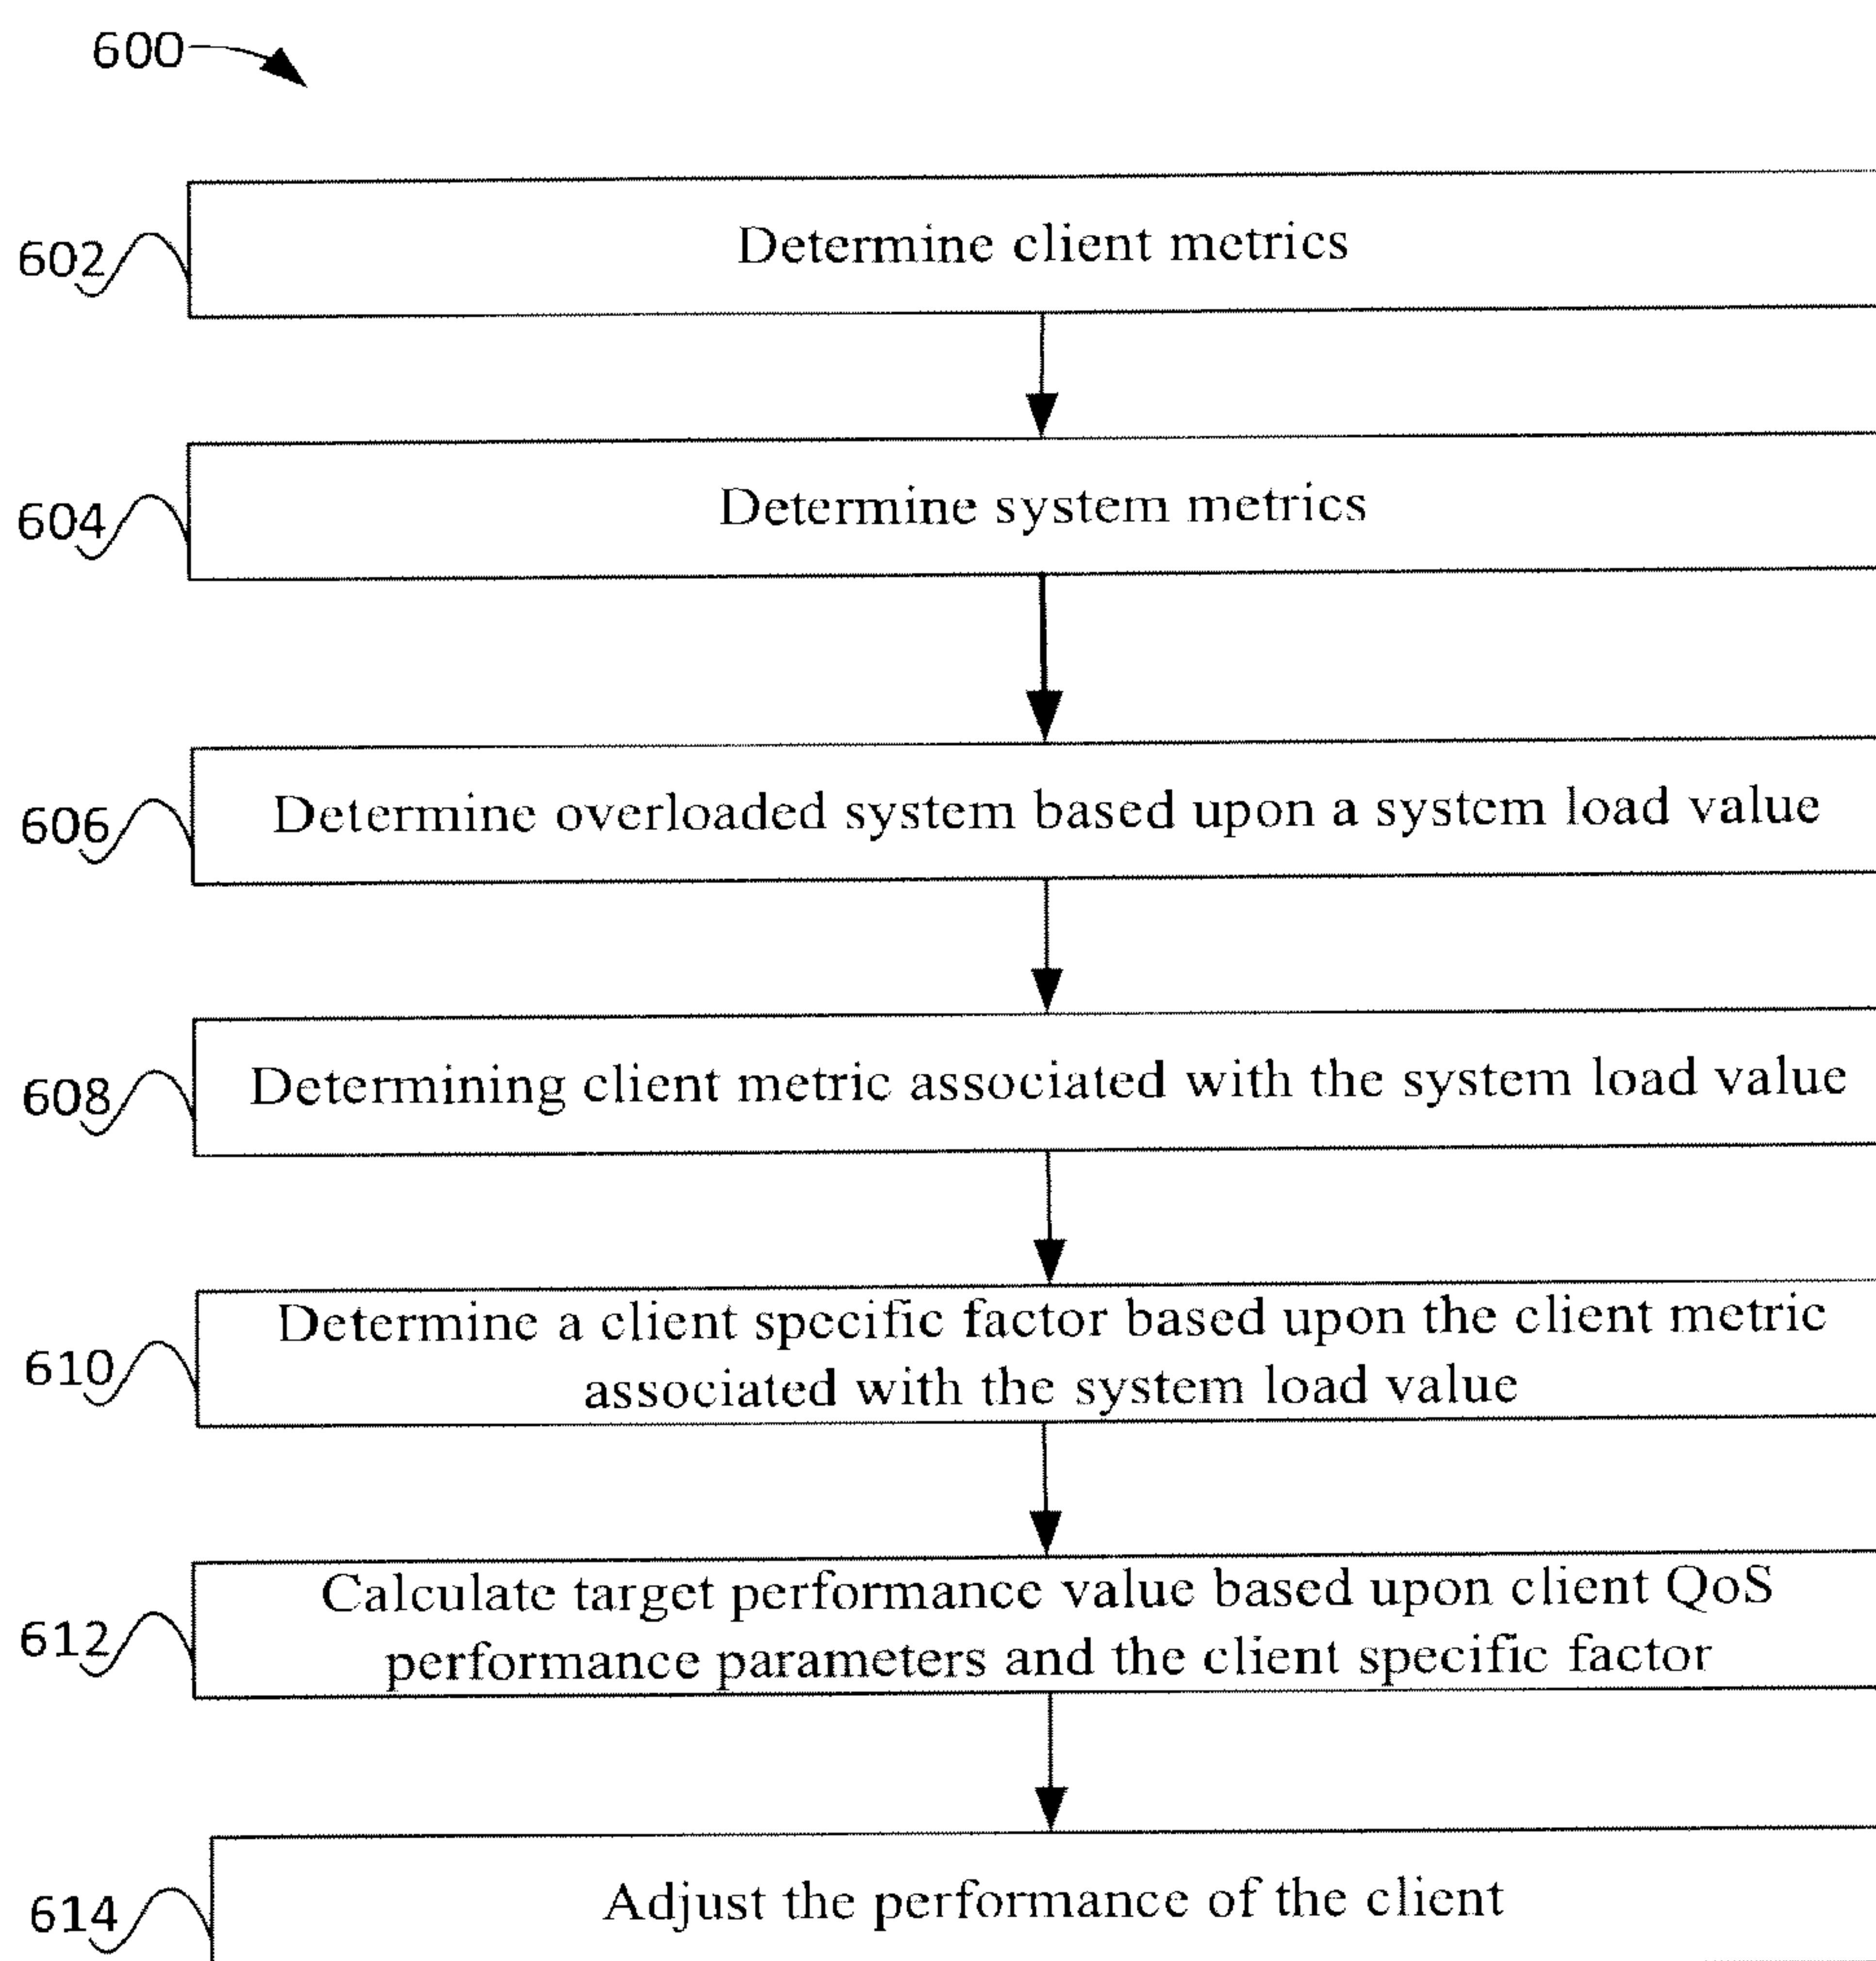 600
602
Determine client metrics
604
Determine system metrics
606
Determine overloaded system based upon a system load value
608
Determining client metric associated with the system load value
610
Determine a client specific factor based upon the client metric
associated with the system load value
612
Calculate target performance value based upon client QoS
performance parameters and the client specific factor
614
Adjust the performance of the client